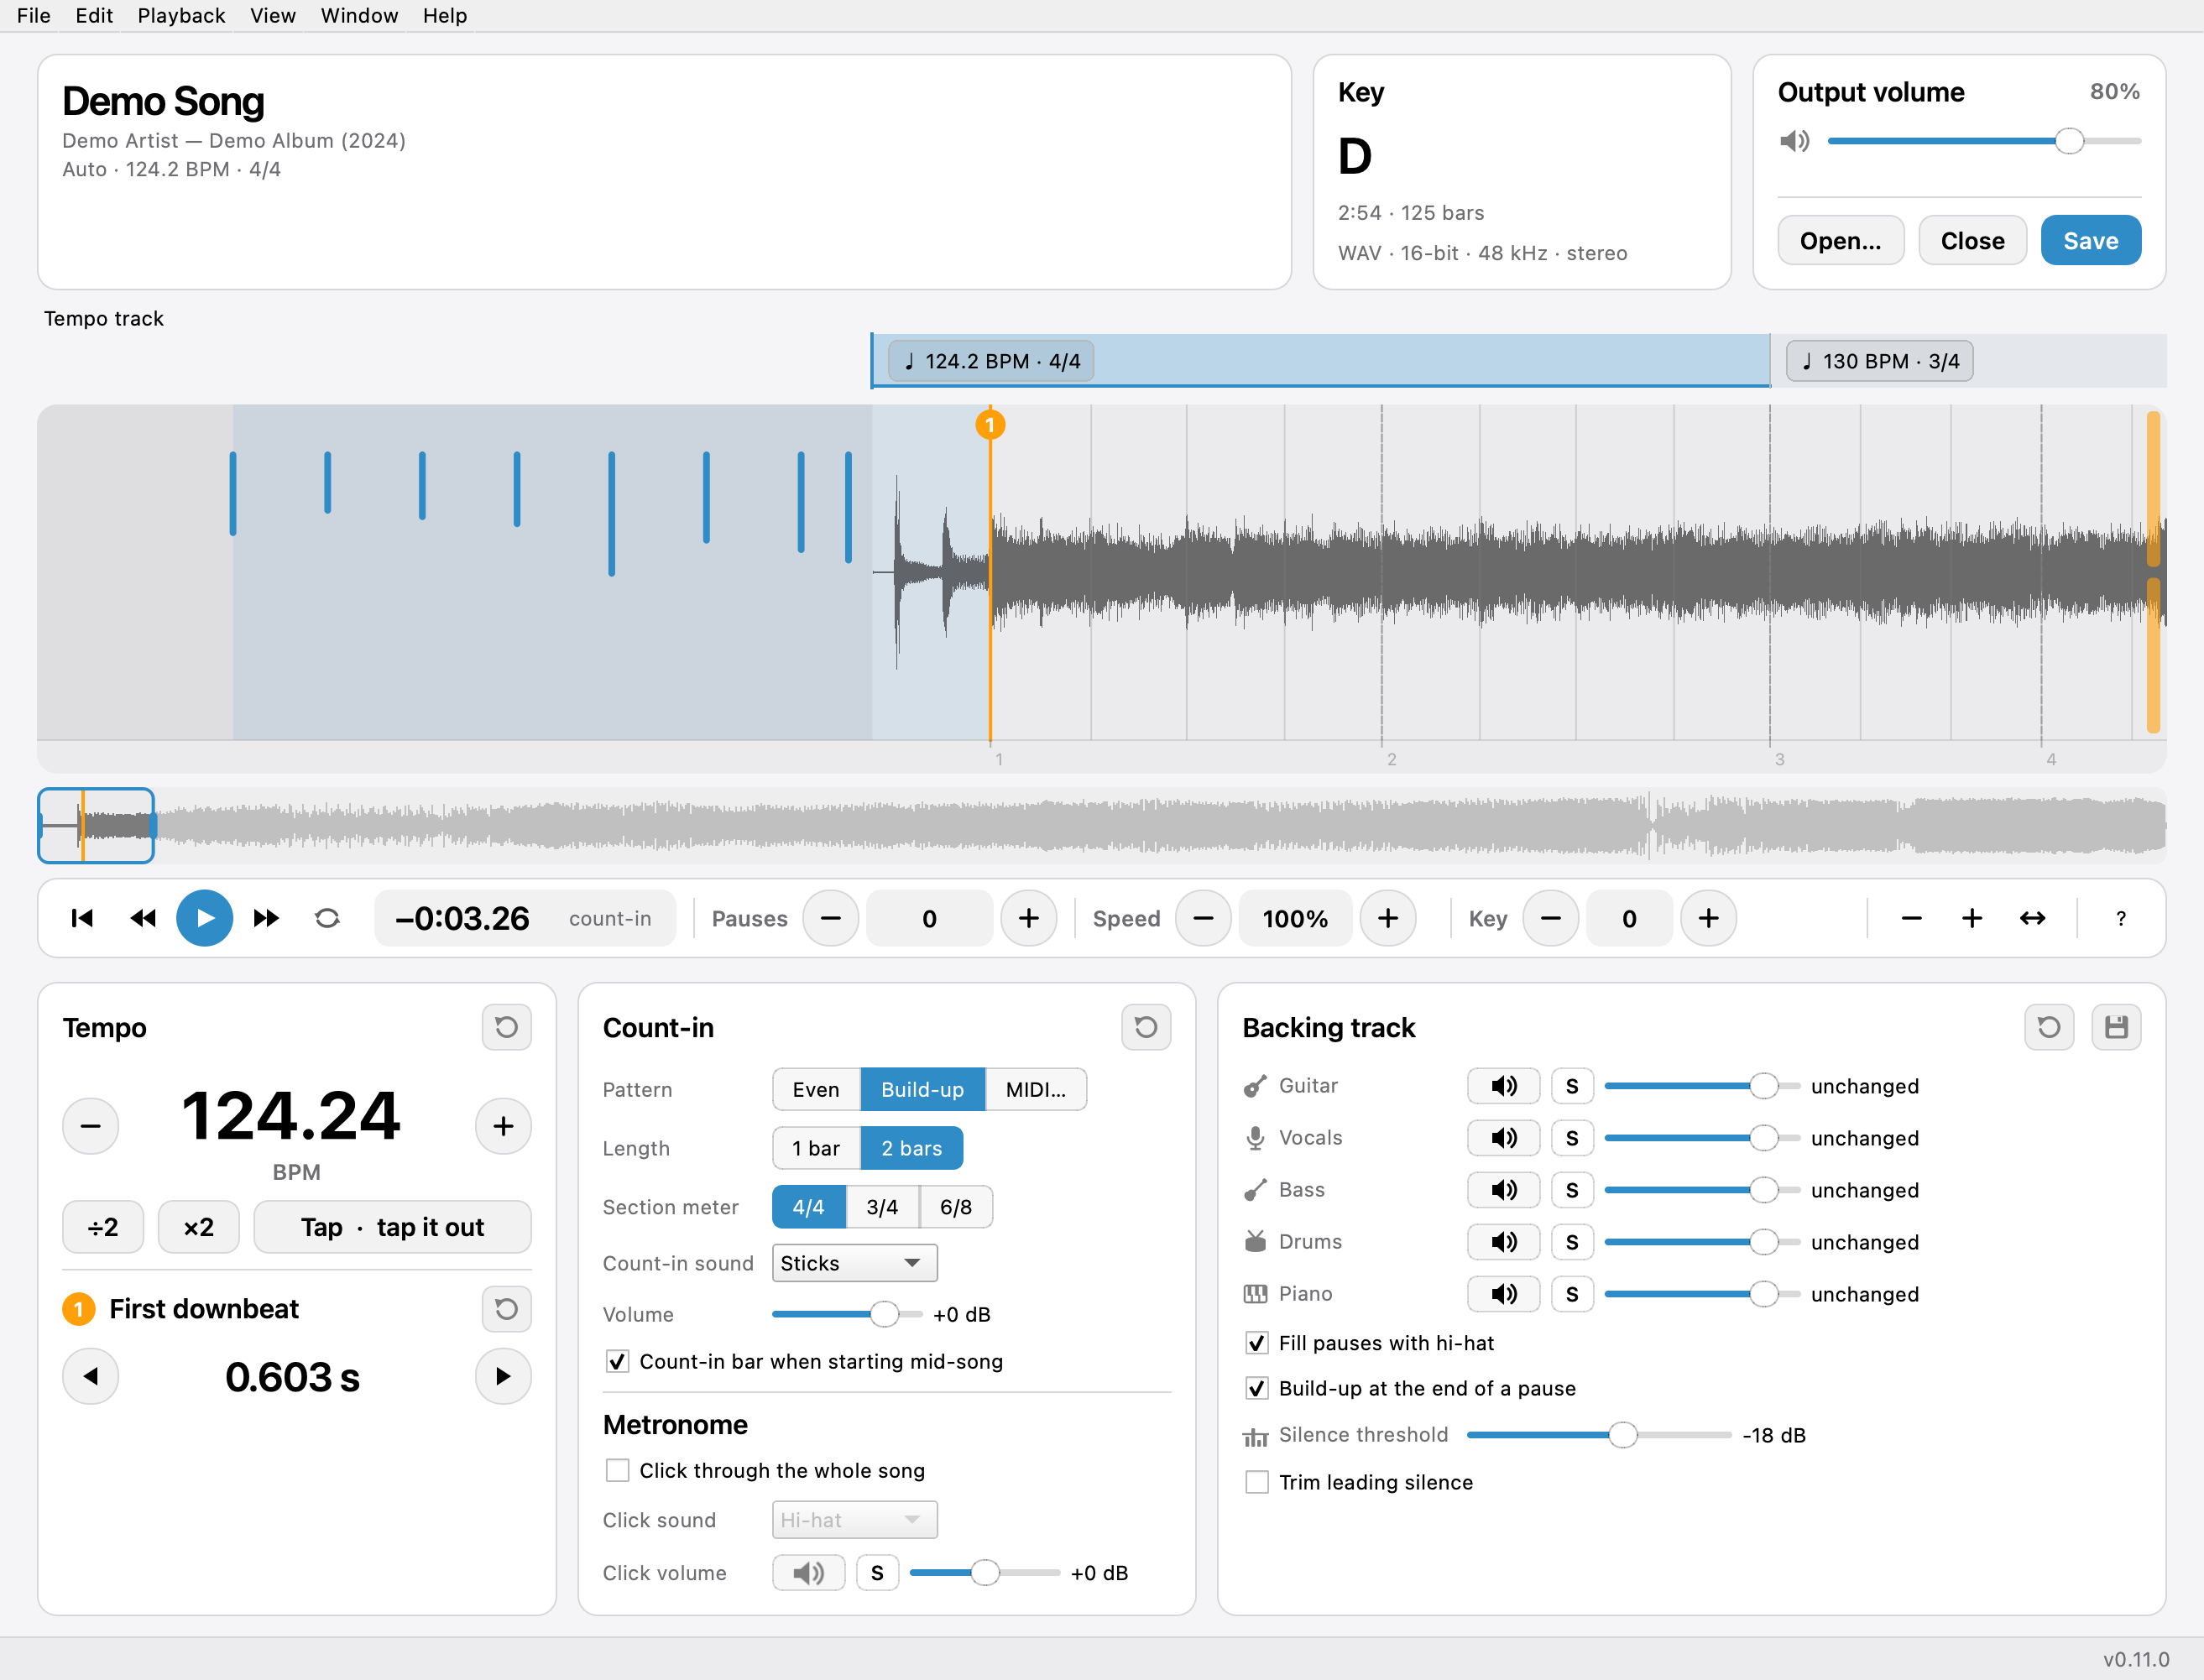 File Edit Playback View Window Help
Demo Song
Demo Artist — Demo Album (2024)
Auto · 124.2 BPM · 4/4
Key
D
2:54 · 125 bars
WAV · 16-bit · 48 kHz · stereo
Output volume 80%
Open... Close Save
Tempo track
♩ 124.2 BPM · 4/4 ♩ 130 BPM · 3/4
1
1 2 3 4
−0:03.26 count-in Pauses − 0 + Speed − 100% + Key − 0 + − + ↔ ?
Tempo
− 124.24 +
BPM
÷2 ×2 Tap · tap it out
1 First downbeat
0.603 s
Count-in
Pattern Even Build-up MIDI...
Length 1 bar 2 bars
Section meter 4/4 3/4 6/8
Count-in sound Sticks
Volume +0 dB
Count-in bar when starting mid-song
Metronome
Click through the whole song
Click sound Hi-hat
Click volume S +0 dB
Backing track
Guitar S unchanged
Vocals S unchanged
Bass S unchanged
Drums S unchanged
Piano S unchanged
Fill pauses with hi-hat
Build-up at the end of a pause
Silence threshold -18 dB
Trim leading silence
v0.11.0